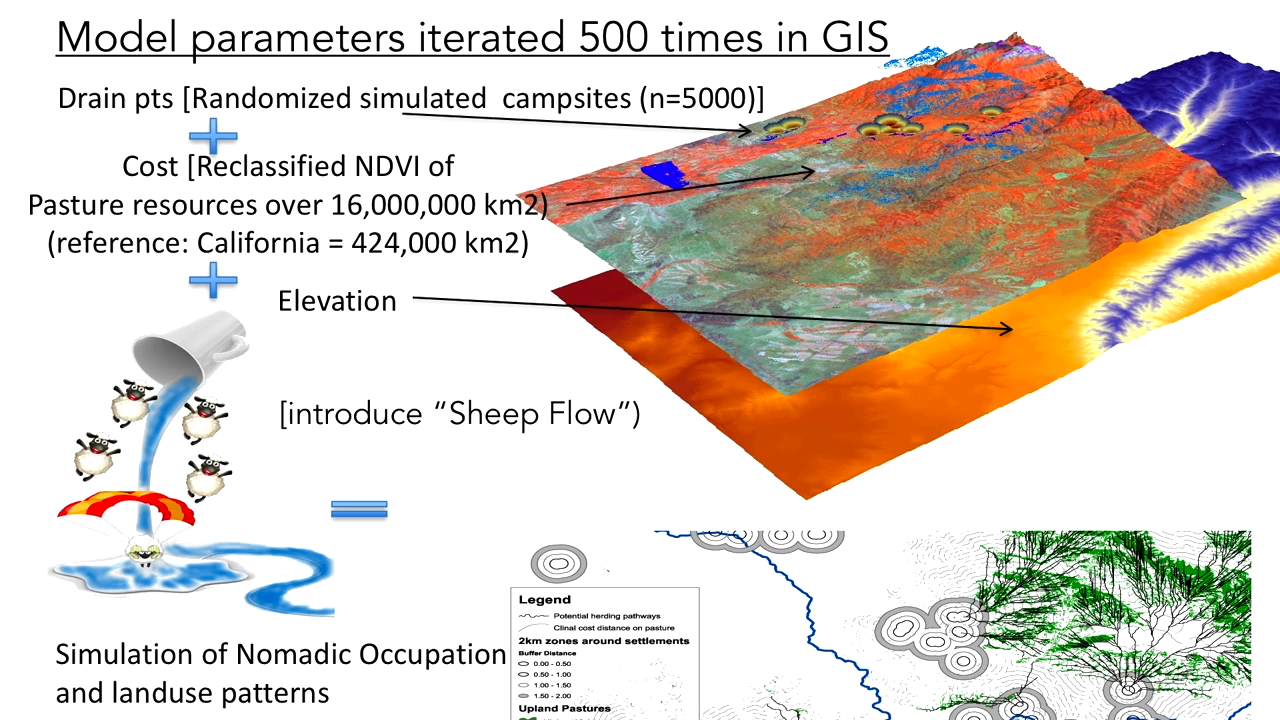 Model parameters iterated 500 times in GIS
Drain pts [Randomized simulated campsites (n=5000)]
Cost [Reclassified NDVI of
Pasture resources over 16,000,000 km2)
(reference: California = 424,000 km2)
Elevation
[introduce “Sheep Flow”)
Simulation of Nomadic Occupation
and landuse patterns
Legend
Potential herding pathways
Clinal cost distance on pasture
2km zones around settlements
Buffer Distance
0.00 - 0.50
0.50 - 1.00
1.00 - 1.50
1.50 - 2.00
Upland Pastures